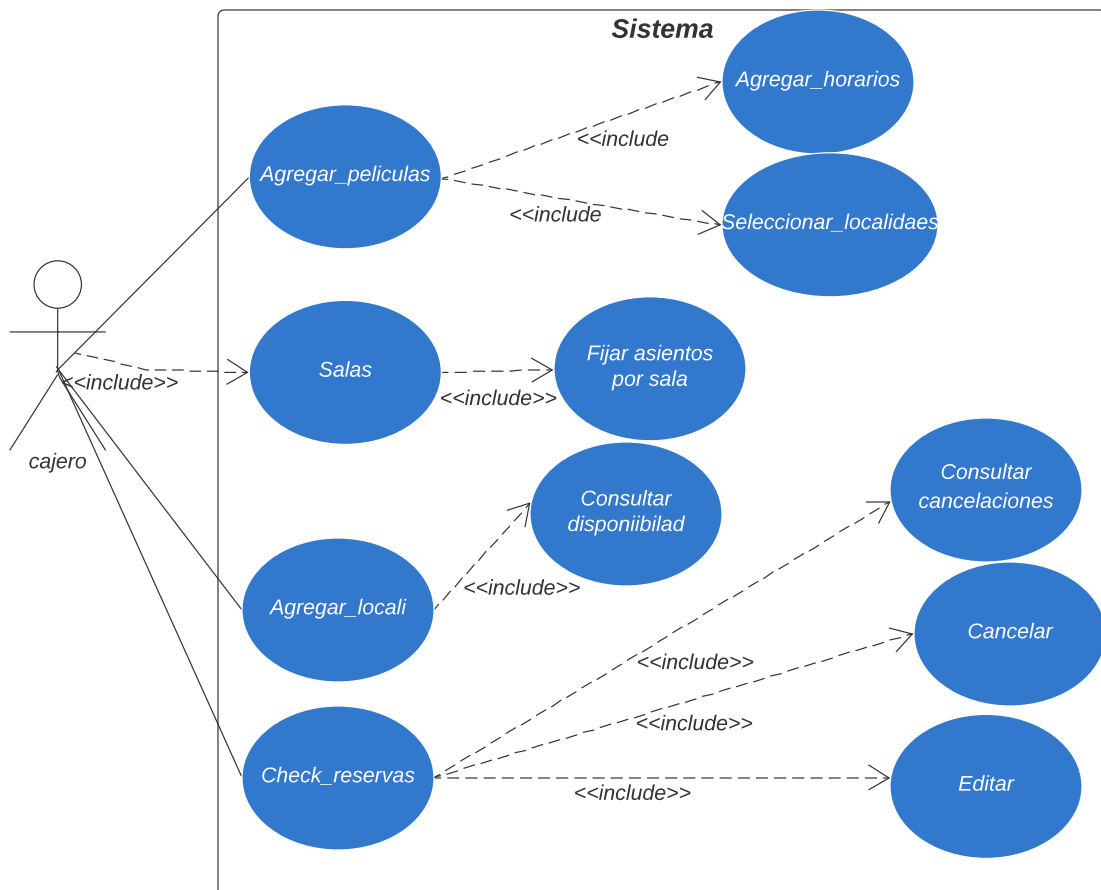 Sistema
Agregar_horarios
<<include
Agregar_peliculas
<<include
Seleccionar_localidaes
Salas
<<include>>
Fijar asientos
por sala
<<include>>
cajero
Consultar
disponiibilad
<<include>>
Agregar_locali
Consultar
cancelaciones
<<include>>
Cancelar
<<include>>
Check_reservas
<<include>>
Editar